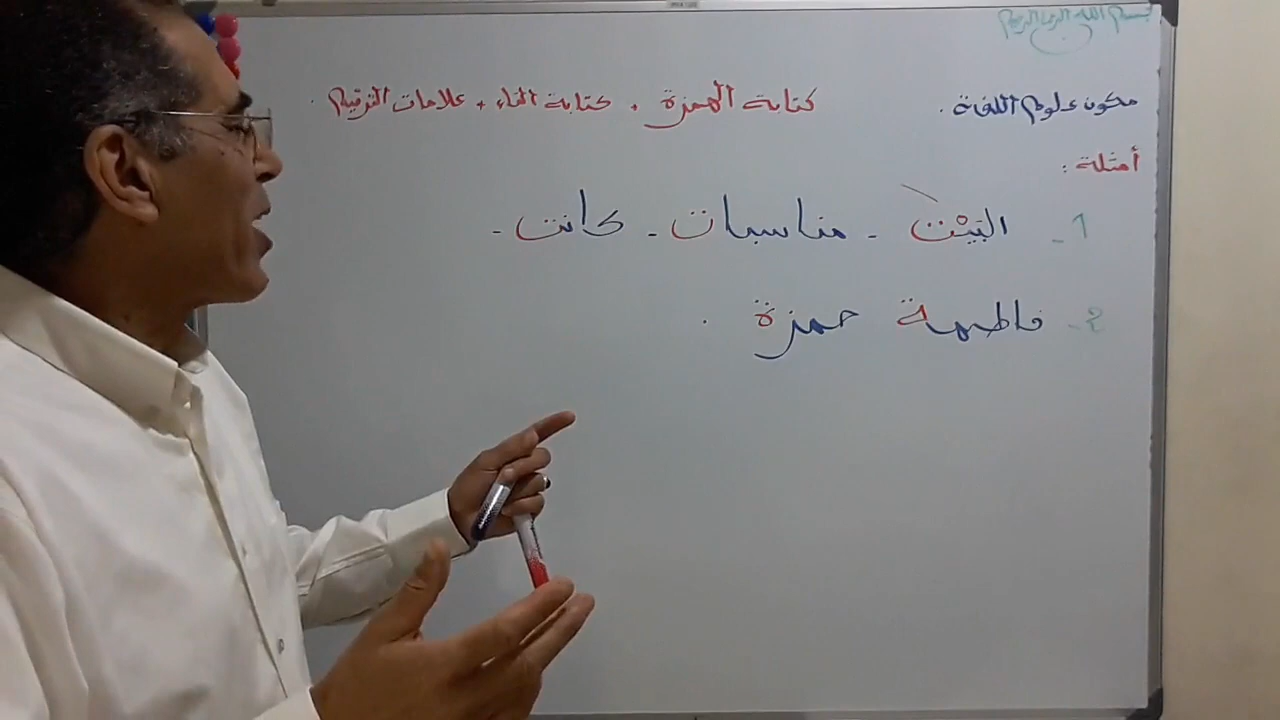 بسم الله الرحمن الرحيم
مكون علوم اللغة .
كتابة الهمزة + كتابة التاء + علامات الترقيم .
أمثلة :
1 - البَيْت - مناسبات - كانت -
2 - فاطمة حمزة .